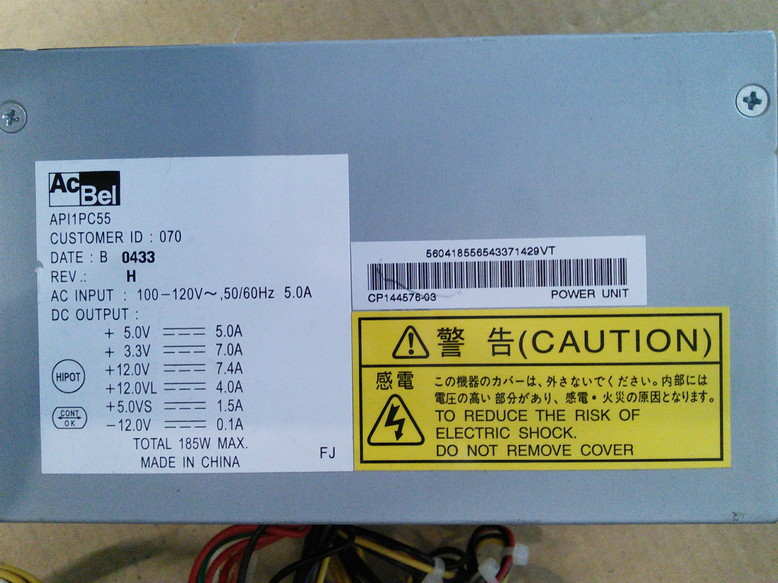 AcBel
API1PC55
CUSTOMER ID : 070
DATE : B 0433
REV.: H
AC INPUT : 100-120V~,50/60Hz 5.0A
DC OUTPUT :
+ 5.0V 5.0A
+ 3.3V 7.0A
+12.0V 7.4A
+12.0VL 4.0A
+5.0VS 1.5A
-12.0V 0.1A
HIPOT
CONT
OK
TOTAL 185W MAX.
MADE IN CHINA
FJ
560418556543371429VT
CP144576-03 POWER UNIT
警 告(CAUTION)
感電
この機器のカバーは、外さないでください。内部には
電圧の高い部分があり、感電・火災の原因となります。
TO REDUCE THE RISK OF
ELECTRIC SHOCK.
DO NOT REMOVE COVER